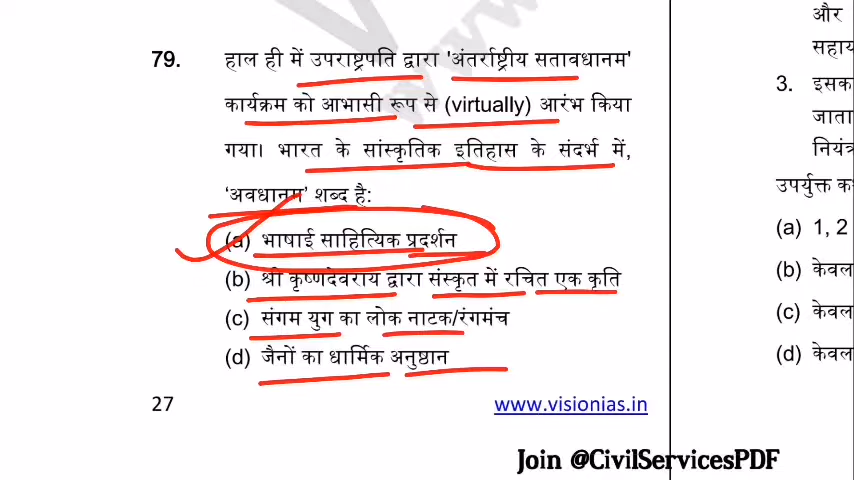 79. हाल ही में उपराष्ट्रपति द्वारा 'अंतर्राष्ट्रीय सतावधानम'
कार्यक्रम को आभासी रूप से (virtually) आरंभ किया
गया। भारत के सांस्कृतिक इतिहास के संदर्भ में,
'अवधानम' शब्द है:
(a) भाषाई साहित्यिक प्रदर्शन
(b) श्री कृष्णदेवराय द्वारा संस्कृत में रचित एक कृति
(c) संगम युग का लोक नाटक/रंगमंच
(d) जैनों का धार्मिक अनुष्ठान
27
www.visionias.in
और
3. इसक
जाता
उपर्युक्त
(a) 1, 2
(b) केवल
(c) केवल
(d) केवल
Join @CivilServicesPDF